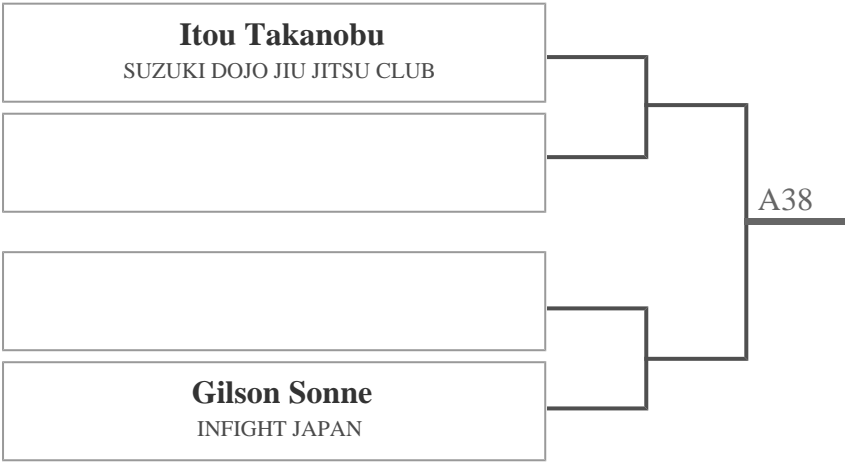 Itou Takanobu
SUZUKI DOJO JIU JITSU CLUB
A38
Gilson Sonne
INFIGHT JAPAN